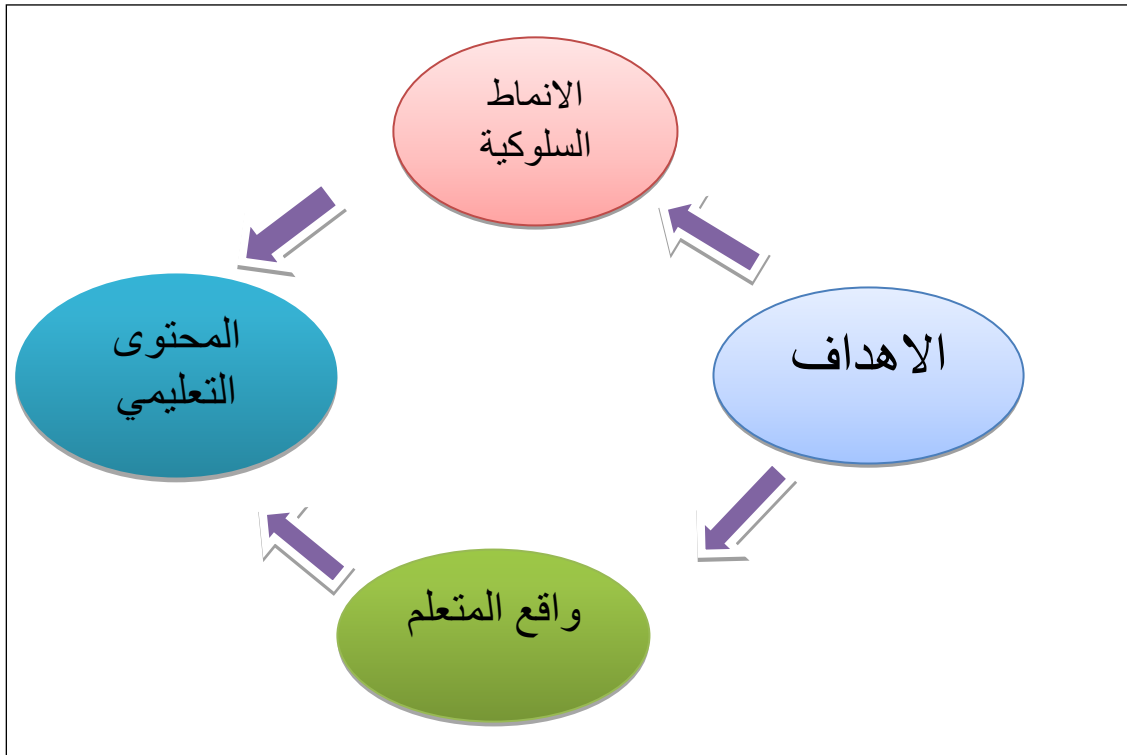 الانماط
السلوكية
الاهداف
المحتوى
التعليمي
واقع المتعلم